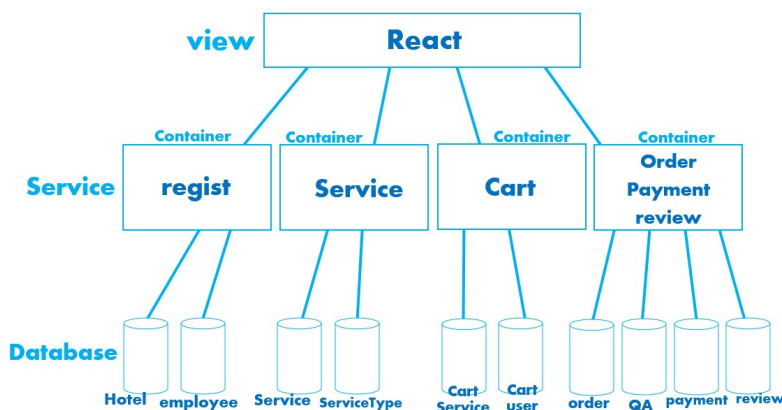 view
React
Container
Container
Container
Container
Service
regist
Service
Cart
Order
Payment
review
Database
Hotel
employee
Service
ServiceType
Cart
Service
Cart
user
order
QA
payment
review